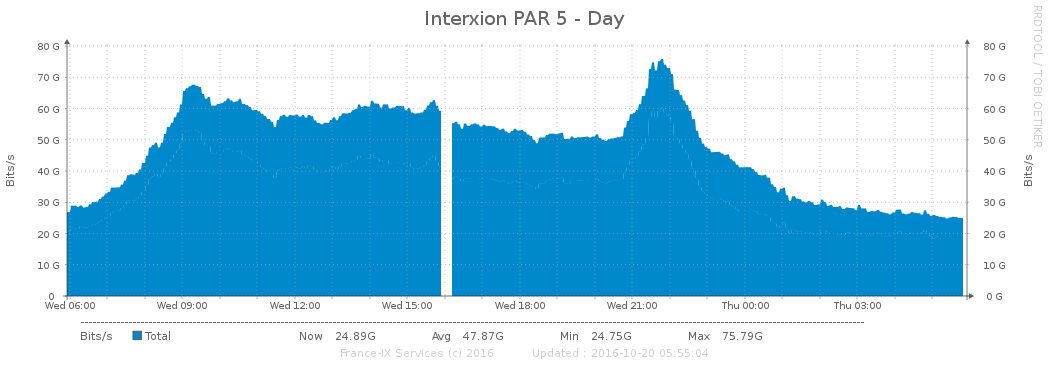 Interxion PAR 5 - Day
RRDTOOL / TOBI OETIKER
80 G 80 G
70 G 70 G
60 G 60 G
50 G 50 G
40 G 40 G
30 G 30 G
20 G 20 G
10 G 10 G
0 0 G
Bits/s
Bits/s
Wed 06:00 Wed 09:00 Wed 12:00 Wed 15:00 Wed 18:00 Wed 21:00 Thu 00:00 Thu 03:00
Bits/s Total Now 24.89G Avg 47.87G Min 24.75G Max 75.79G
France-IX Services (c) 2016 Updated : 2016-10-20 05:55:04